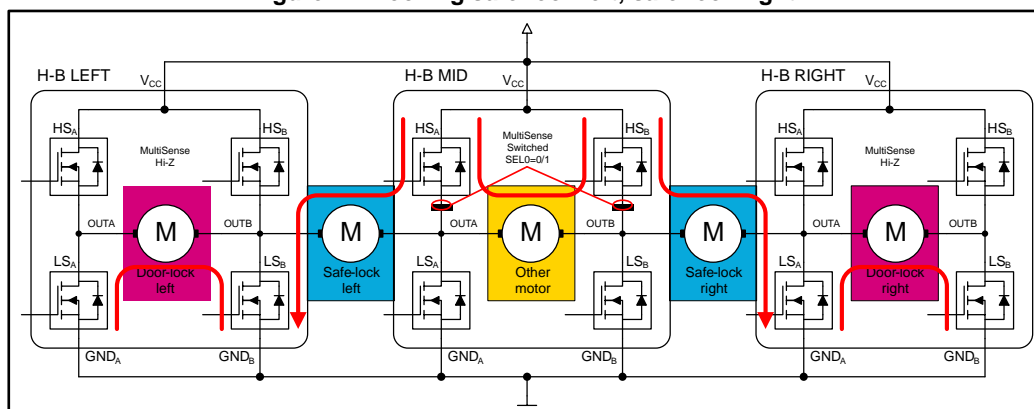 H-B LEFT
VCC
HSA
HSB
MultiSense
Hi-Z
OUTA
M
OUTB
Door-lock
left
LSA
LSB
GNDA
GNDB
Safe-lock
left
M
H-B MID
VCC
HSA
HSB
MultiSense
Switched
SEL0=0/1
OUTA
M
OUTB
Other
motor
LSA
LSB
GNDA
GNDB
Safe-lock
right
M
H-B RIGHT
VCC
HSA
HSB
MultiSense
Hi-Z
OUTA
M
OUTB
Door-lock
right
LSA
LSB
GNDA
GNDB